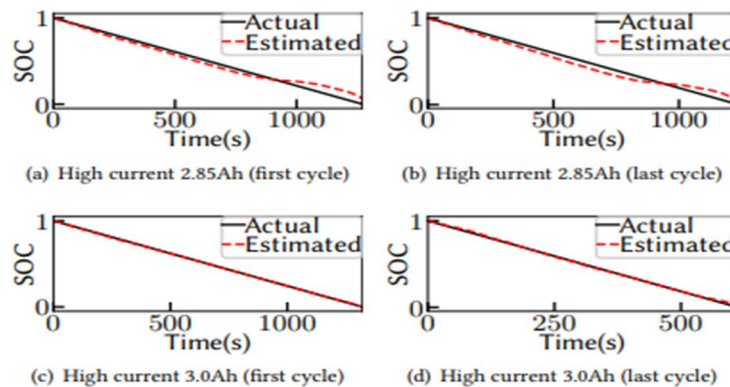 1
Actual
Estimated
SOC
0
0
500
1000
Time(s)
(a) High current 2.85Ah (first cycle)
1
Actual
Estimated
SOC
0
0
500
1000
Time(s)
(b) High current 2.85Ah (last cycle)
1
Actual
Estimated
SOC
0
0
500
1000
Time(s)
(c) High current 3.0Ah (first cycle)
1
Actual
Estimated
SOC
0
0
250
500
Time(s)
(d) High current 3.0Ah (last cycle)